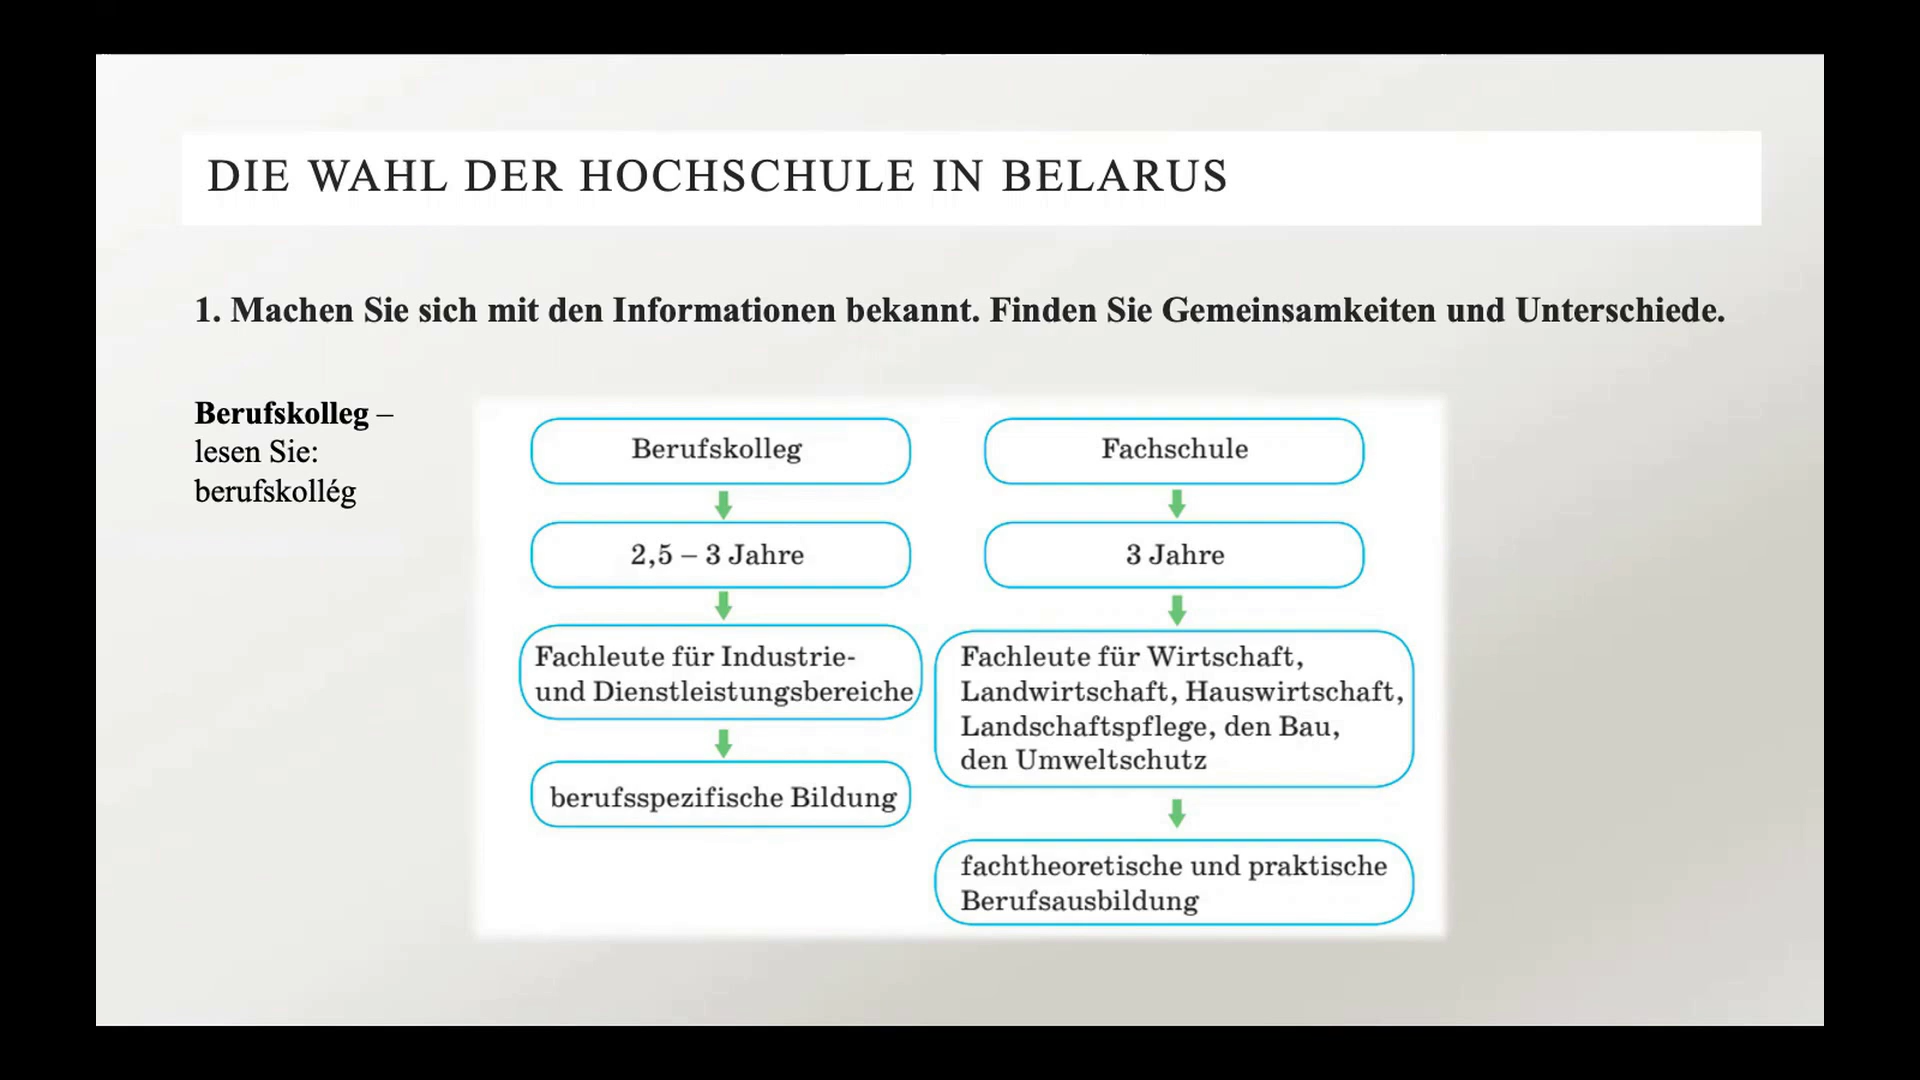 DIE WAHL DER HOCHSCHULE IN BELARUS
1. Machen Sie sich mit den Informationen bekannt. Finden Sie Gemeinsamkeiten und Unterschiede.
Berufskolleg –
lesen Sie:
berufskollég
Berufskolleg
2,5 – 3 Jahre
Fachleute für Industrie-
und Dienstleistungsbereiche
berufsspezifische Bildung
Fachschule
3 Jahre
Fachleute für Wirtschaft,
Landwirtschaft, Hauswirtschaft,
Landschaftspflege, den Bau,
den Umweltschutz
fachtheoretische und praktische
Berufsausbildung